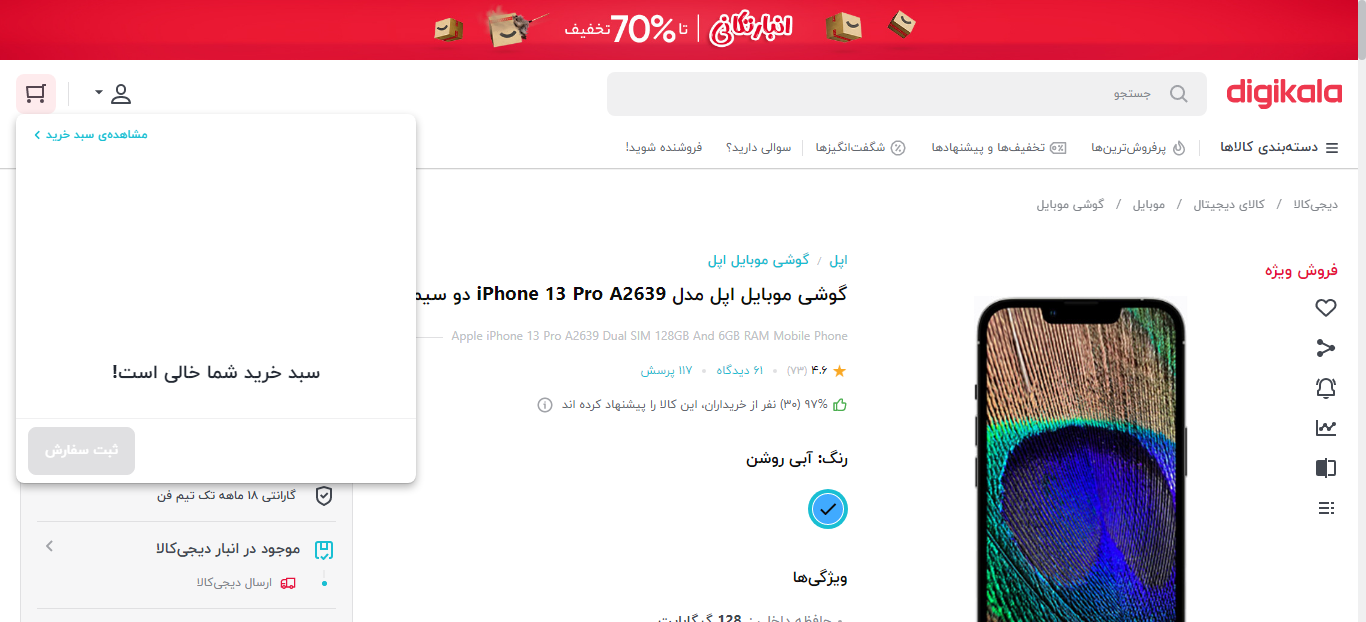 انبارتکانی | تا 70% تخفیف
digikala
جستجو
دسته‌بندی کالاها
پرفروش‌ترین‌ها
تخفیف‌ها و پیشنهادها
شگفت‌انگیزها
سوالی دارید؟
فروشنده شوید!
دیجی‌کالا / کالای دیجیتال / موبایل / گوشی موبایل
فروش ویژه
اپل / گوشی موبایل اپل
گوشی موبایل اپل مدل iPhone 13 Pro A2639 دو سیم
Apple iPhone 13 Pro A2639 Dual SIM 128GB And 6GB RAM Mobile Phone
۴.۶ (۷۳) • ۶۱ دیدگاه • ۱۱۷ پرسش
۹۷% (۳۰) نفر از خریداران، این کالا را پیشنهاد کرده اند
رنگ: آبی روشن
ویژگی‌ها
حافظه داخلی : 128 گیگابایت
مشاهده‌ی سبد خرید
سبد خرید شما خالی است!
ثبت سفارش
گارانتی ۱۸ ماهه تک تیم فن
موجود در انبار دیجی‌کالا
ارسال دیجی‌کالا